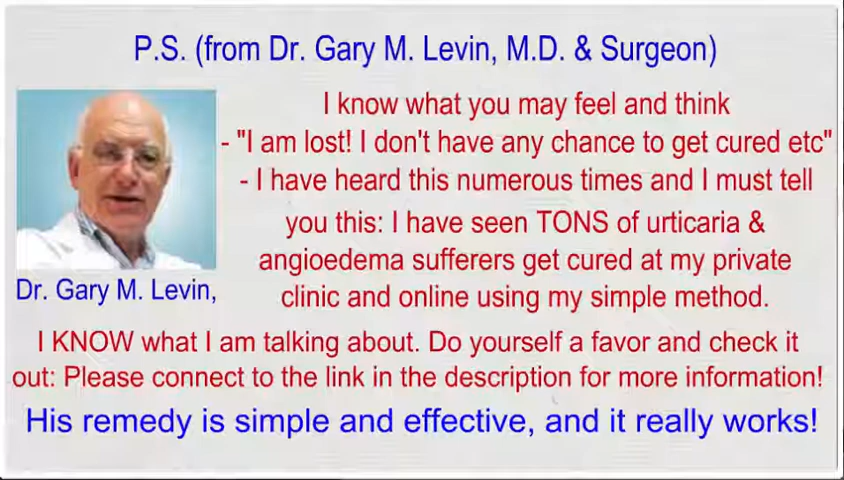 P.S. (from Dr. Gary M. Levin, M.D. & Surgeon)
I know what you may feel and think
- "I am lost! I don't have any chance to get cured etc"
- I have heard this numerous times and I must tell
you this: I have seen TONS of urticaria &
angioedema sufferers get cured at my private
clinic and online using my simple method.
Dr. Gary M. Levin,
I KNOW what I am talking about. Do yourself a favor and check it
out: Please connect to the link in the description for more information!
His remedy is simple and effective, and it really works!